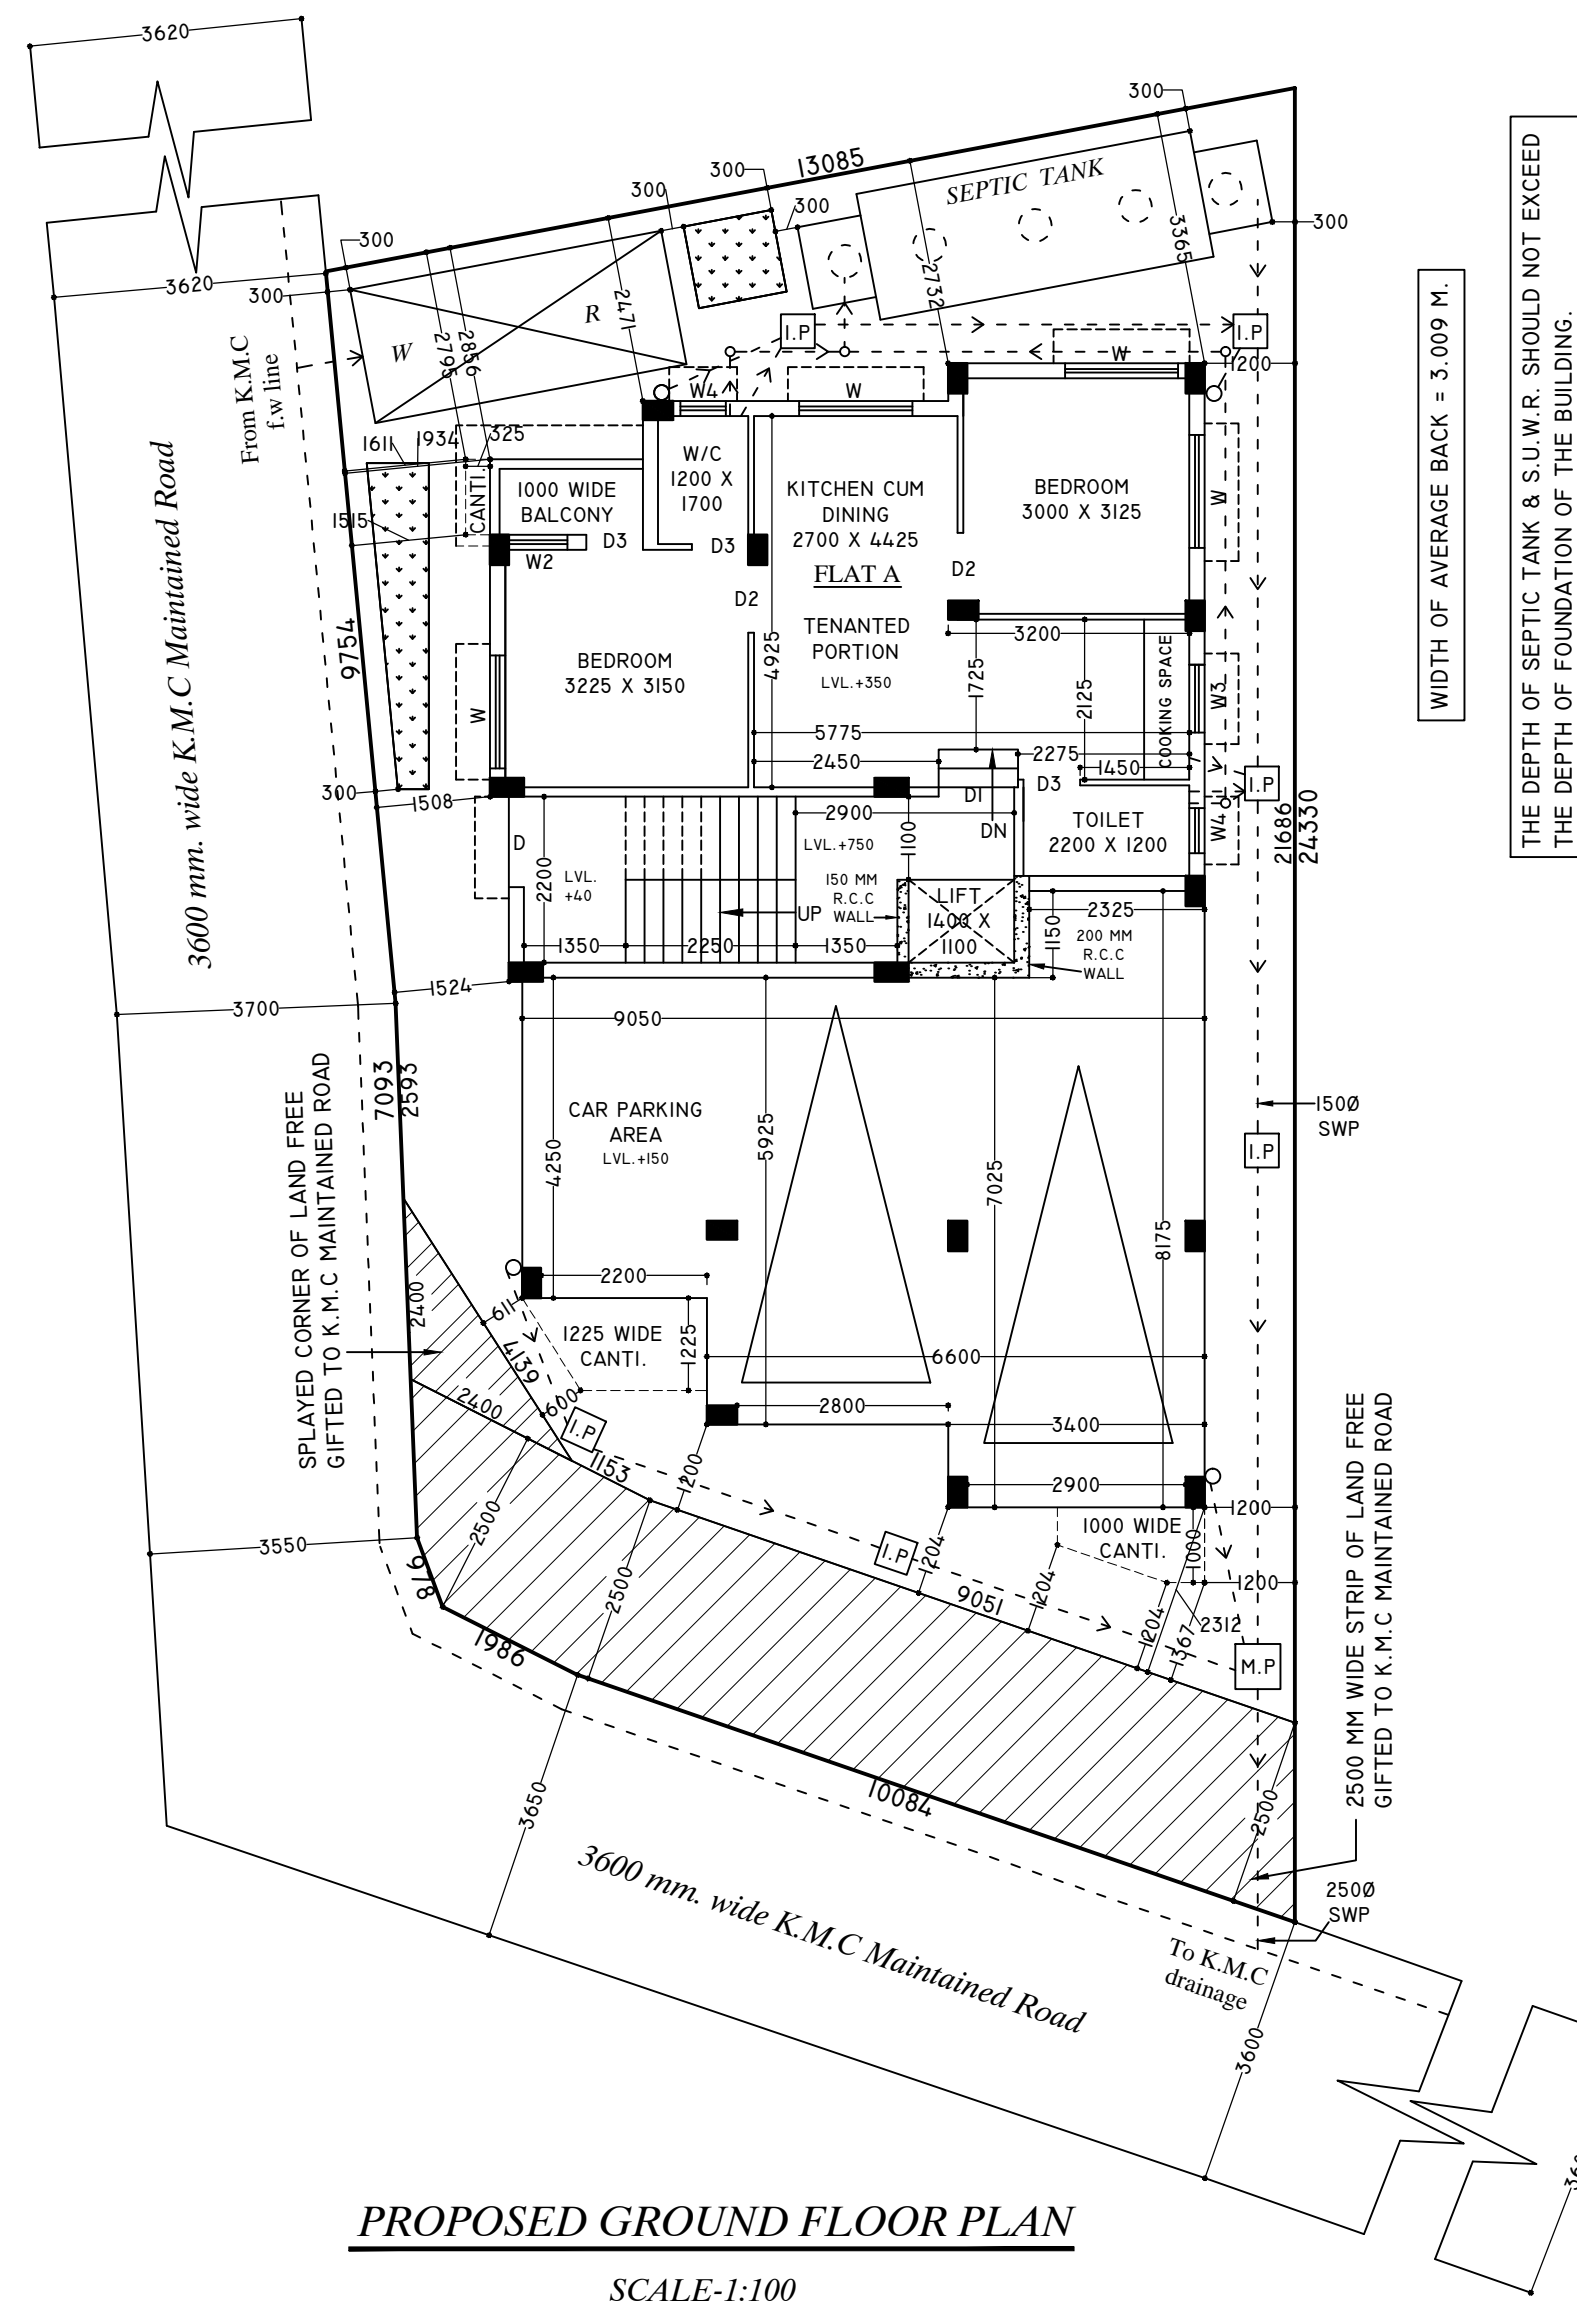 3620
300
13085
300
300
300
SEPTIC TANK
3365
300
300
3620
300
2471
2732
R
W
2795
2856
I.P
I.P
1200
From K.M.C
f.w line
W4
W
W
1611
1934
325
CANTI.
1000 WIDE
BALCONY
W/C
1200 X
1700
KITCHEN CUM
DINING
2700 X 4425
FLAT A
BEDROOM
3000 X 3125
W
1515
W2
D3
D3
D2
D2
3600 mm. wide K.M.C Maintained Road
9754
BEDROOM
3225 X 3150
4925
TENANTED
PORTION
LVL.+350
3200
1725
2125
COOKING SPACE
W3
W
5775
2450
2275
1450
I.P
300
1508
D
2200
LVL.
+40
2900
LVL.+750
1100
D1
DN
D3
TOILET
2200 X 1200
W4
21686
24330
150 MM
R.C.C
WALL
UP
LIFT
1400 X
1100
1150
2325
200 MM
R.C.C
WALL
1350
2250
1350
1524
3700
9050
7093
2593
CAR PARKING
AREA
LVL.+150
4250
5925
7025
8175
150Ø
SWP
I.P
SPLAYED CORNER OF LAND FREE
GIFTED TO K.M.C MAINTAINED ROAD
2400
611
2200
1225 WIDE
CANTI.
1225
4139
6600
2400
600
I.P
2800
3400
1153
1200
2900
1200
2500
3550
978
1000 WIDE
CANTI.
1000
1200
I.P
1204
2500
9051
1204
1204
1367
2312
M.P
1986
2500 MM WIDE STRIP OF LAND FREE
GIFTED TO K.M.C MAINTAINED ROAD
10084
2500
3650
3600 mm. wide K.M.C Maintained Road
250Ø
SWP
To K.M.C
drainage
3600
WIDTH OF AVERAGE BACK = 3.009 M.
THE DEPTH OF SEPTIC TANK & S.U.W.R. SHOULD NOT EXCEED
THE DEPTH OF FOUNDATION OF THE BUILDING.
PROPOSED GROUND FLOOR PLAN
SCALE-1:100